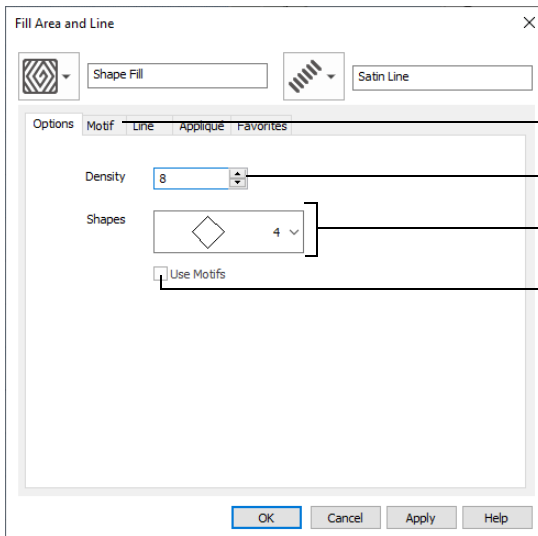 Fill Area and Line
Shape Fill
Satin Line
Options Motif Line Appliqué Favorites
Density 8
Shapes 4
Use Motifs
OK Cancel Apply Help